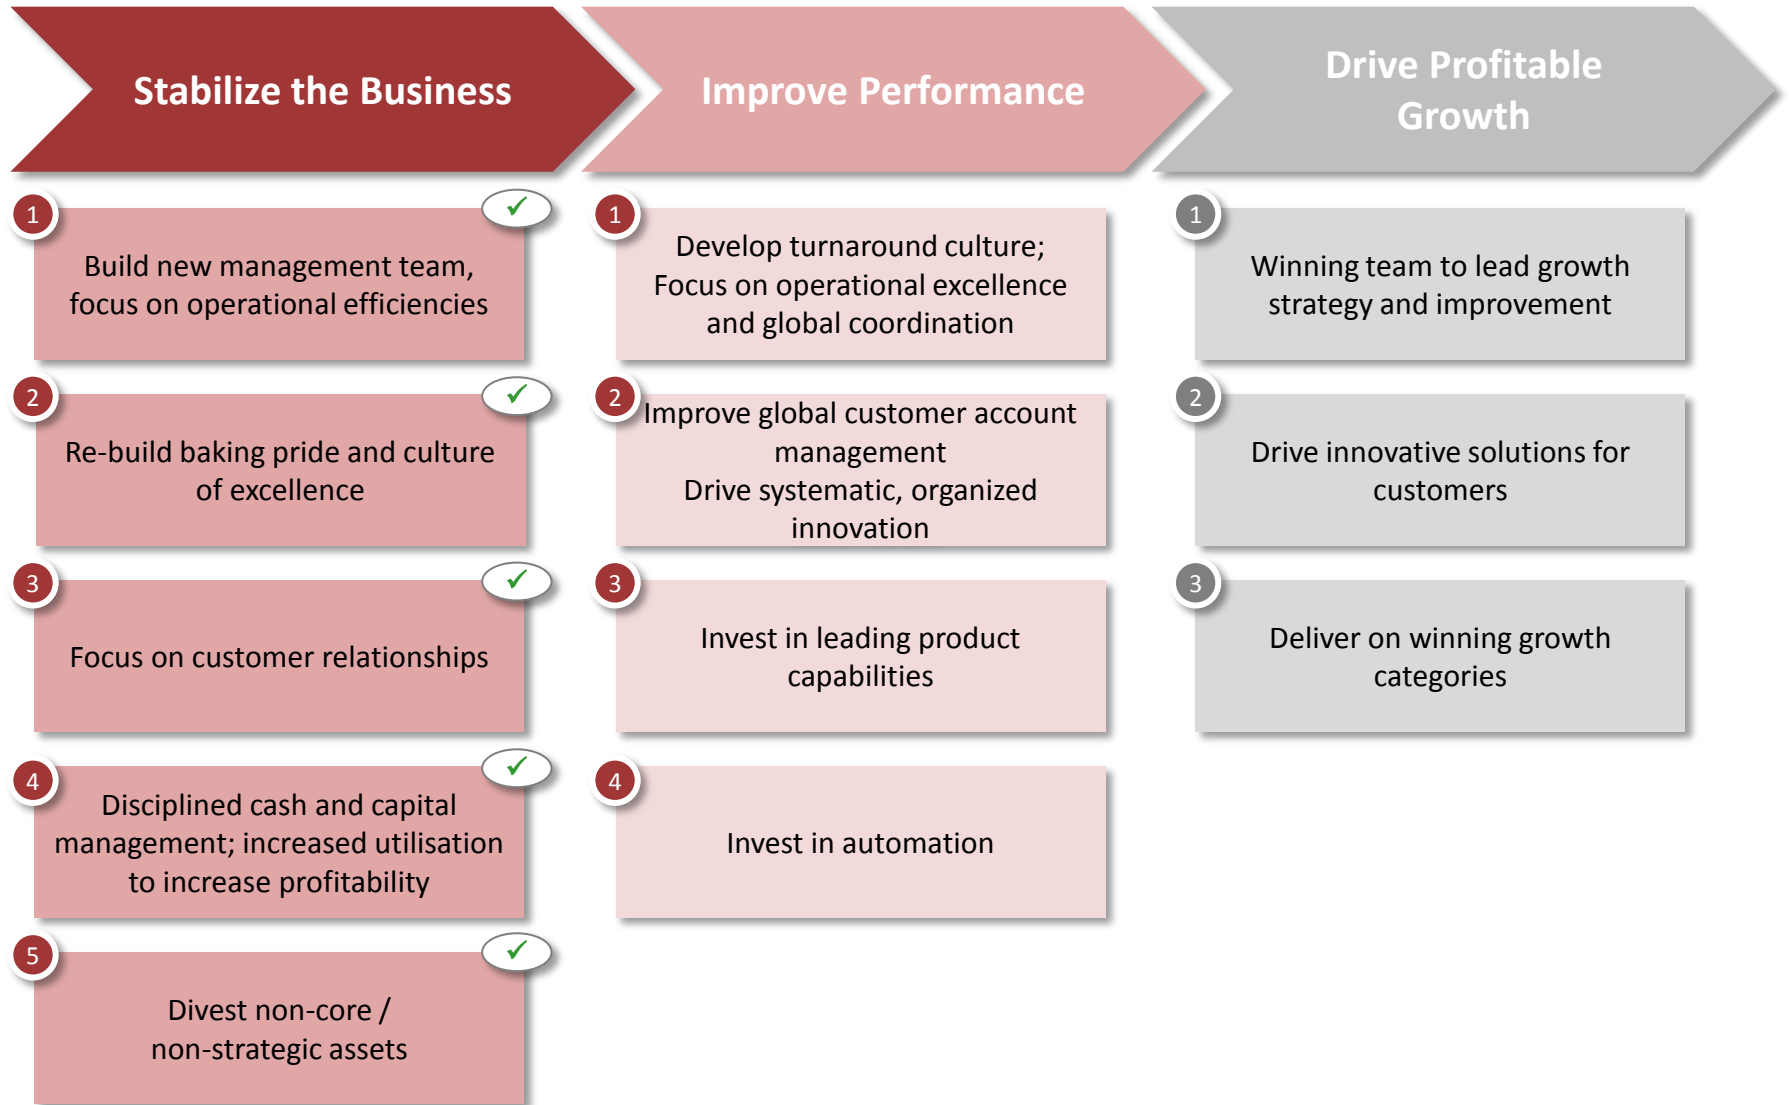 Stabilize the Business
Improve Performance
Drive Profitable
Growth
1
Build new management team,
focus on operational efficiencies
2
Re-build baking pride and culture
of excellence
3
Focus on customer relationships
4
Disciplined cash and capital
management; increased utilisation
to increase profitability
5
Divest non-core /
non-strategic assets
1
Develop turnaround culture;
Focus on operational excellence
and global coordination
2
Improve global customer account
management
Drive systematic, organized
innovation
3
Invest in leading product
capabilities
4
Invest in automation
1
Winning team to lead growth
strategy and improvement
2
Drive innovative solutions for
customers
3
Deliver on winning growth
categories